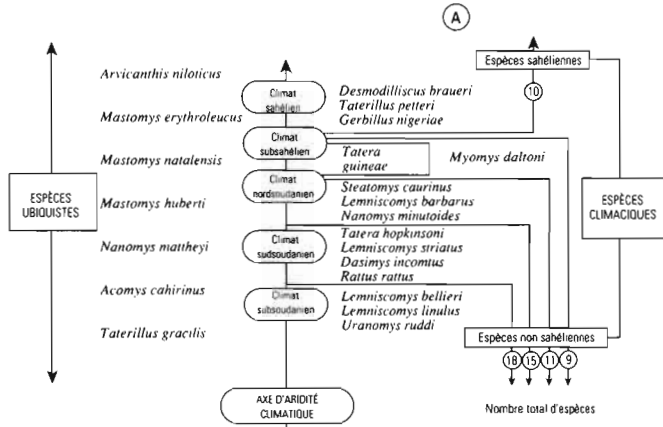 A
Espèces sahéliennes
10
Arvicanthis niloticus
Mastomys erythroleucus
Mastomys natalensis
Mastomys huberti
Nanomys mattheyi
Acomys cahirinus
Taterillus gracilis
ESPÈCES
UBIQUISTES
Climat
sahélien
Climat
subsahélien
Climat
nordsoudanien
Climat
sudsoudanien
Climat
subsoudanien
AXE D'ARIDITÉ
CLIMATIQUE
Desmodilliscus braueri
Taterillus petteri
Gerbillus nigeriae
Tatera
guineae
Myomys daltoni
Steatomys caurinus
Lemniscomys barbarus
Nanomys minutoides
Tatera hopkinsoni
Lemniscomys striatus
Dasimys incomtus
Rattus rattus
Lemniscomys bellieri
Lemniscomys linulus
Uranomys ruddi
ESPÈCES
CLIMACIQUES
Espèces non sahéliennes
18 15 11 9
Nombre total d'espèces